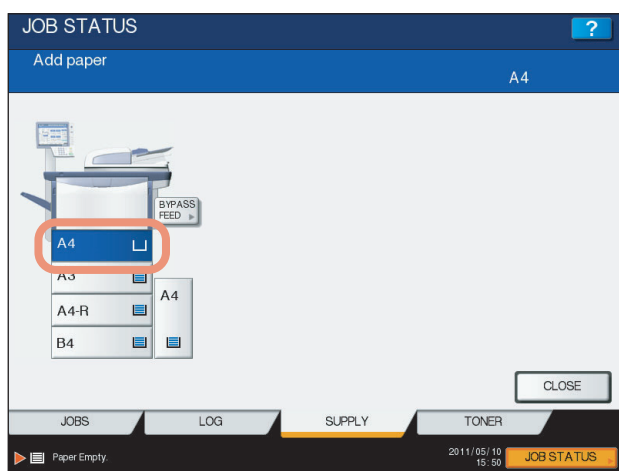 JOB STATUS
?
Add paper
A4
BYPASS
FEED
A4
A3
A4-R
A4
B4
CLOSE
JOBS
LOG
SUPPLY
TONER
Paper Empty.
2011/05/10
15:50
JOB STATUS